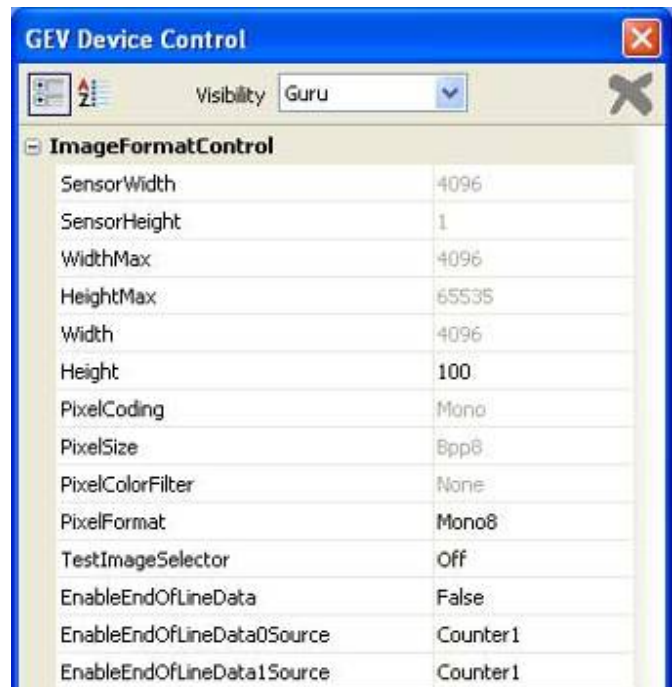 GEV Device Control
Visibility Guru
ImageFormatControl
SensorWidth 4096
SensorHeight 1
WidthMax 4096
HeightMax 65535
Width 4096
Height 100
PixelCoding Mono
PixelSize Bpp8
PixelColorFilter None
PixelFormat Mono8
TestImageSelector Off
EnableEndOfLineData False
EnableEndOfLineData0Source Counter1
EnableEndOfLineData1Source Counter1